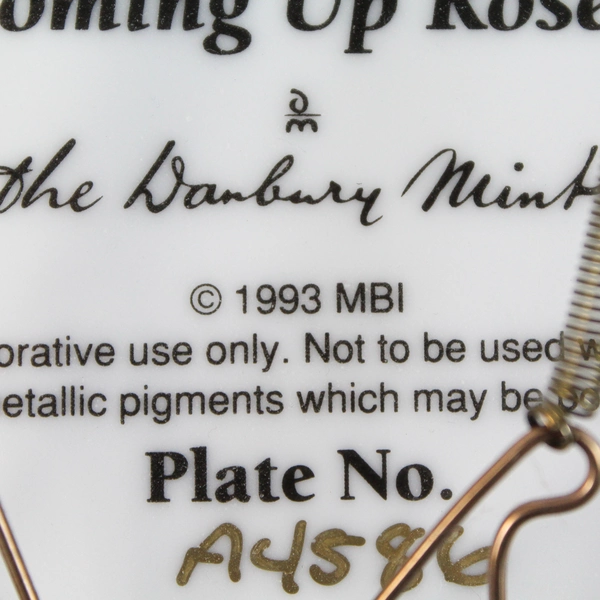 oming Up Rose
dm
the Danbury Mint
© 1993 MBI
orative use only. Not to be used w
etallic pigments which may be
Plate No.
A4586